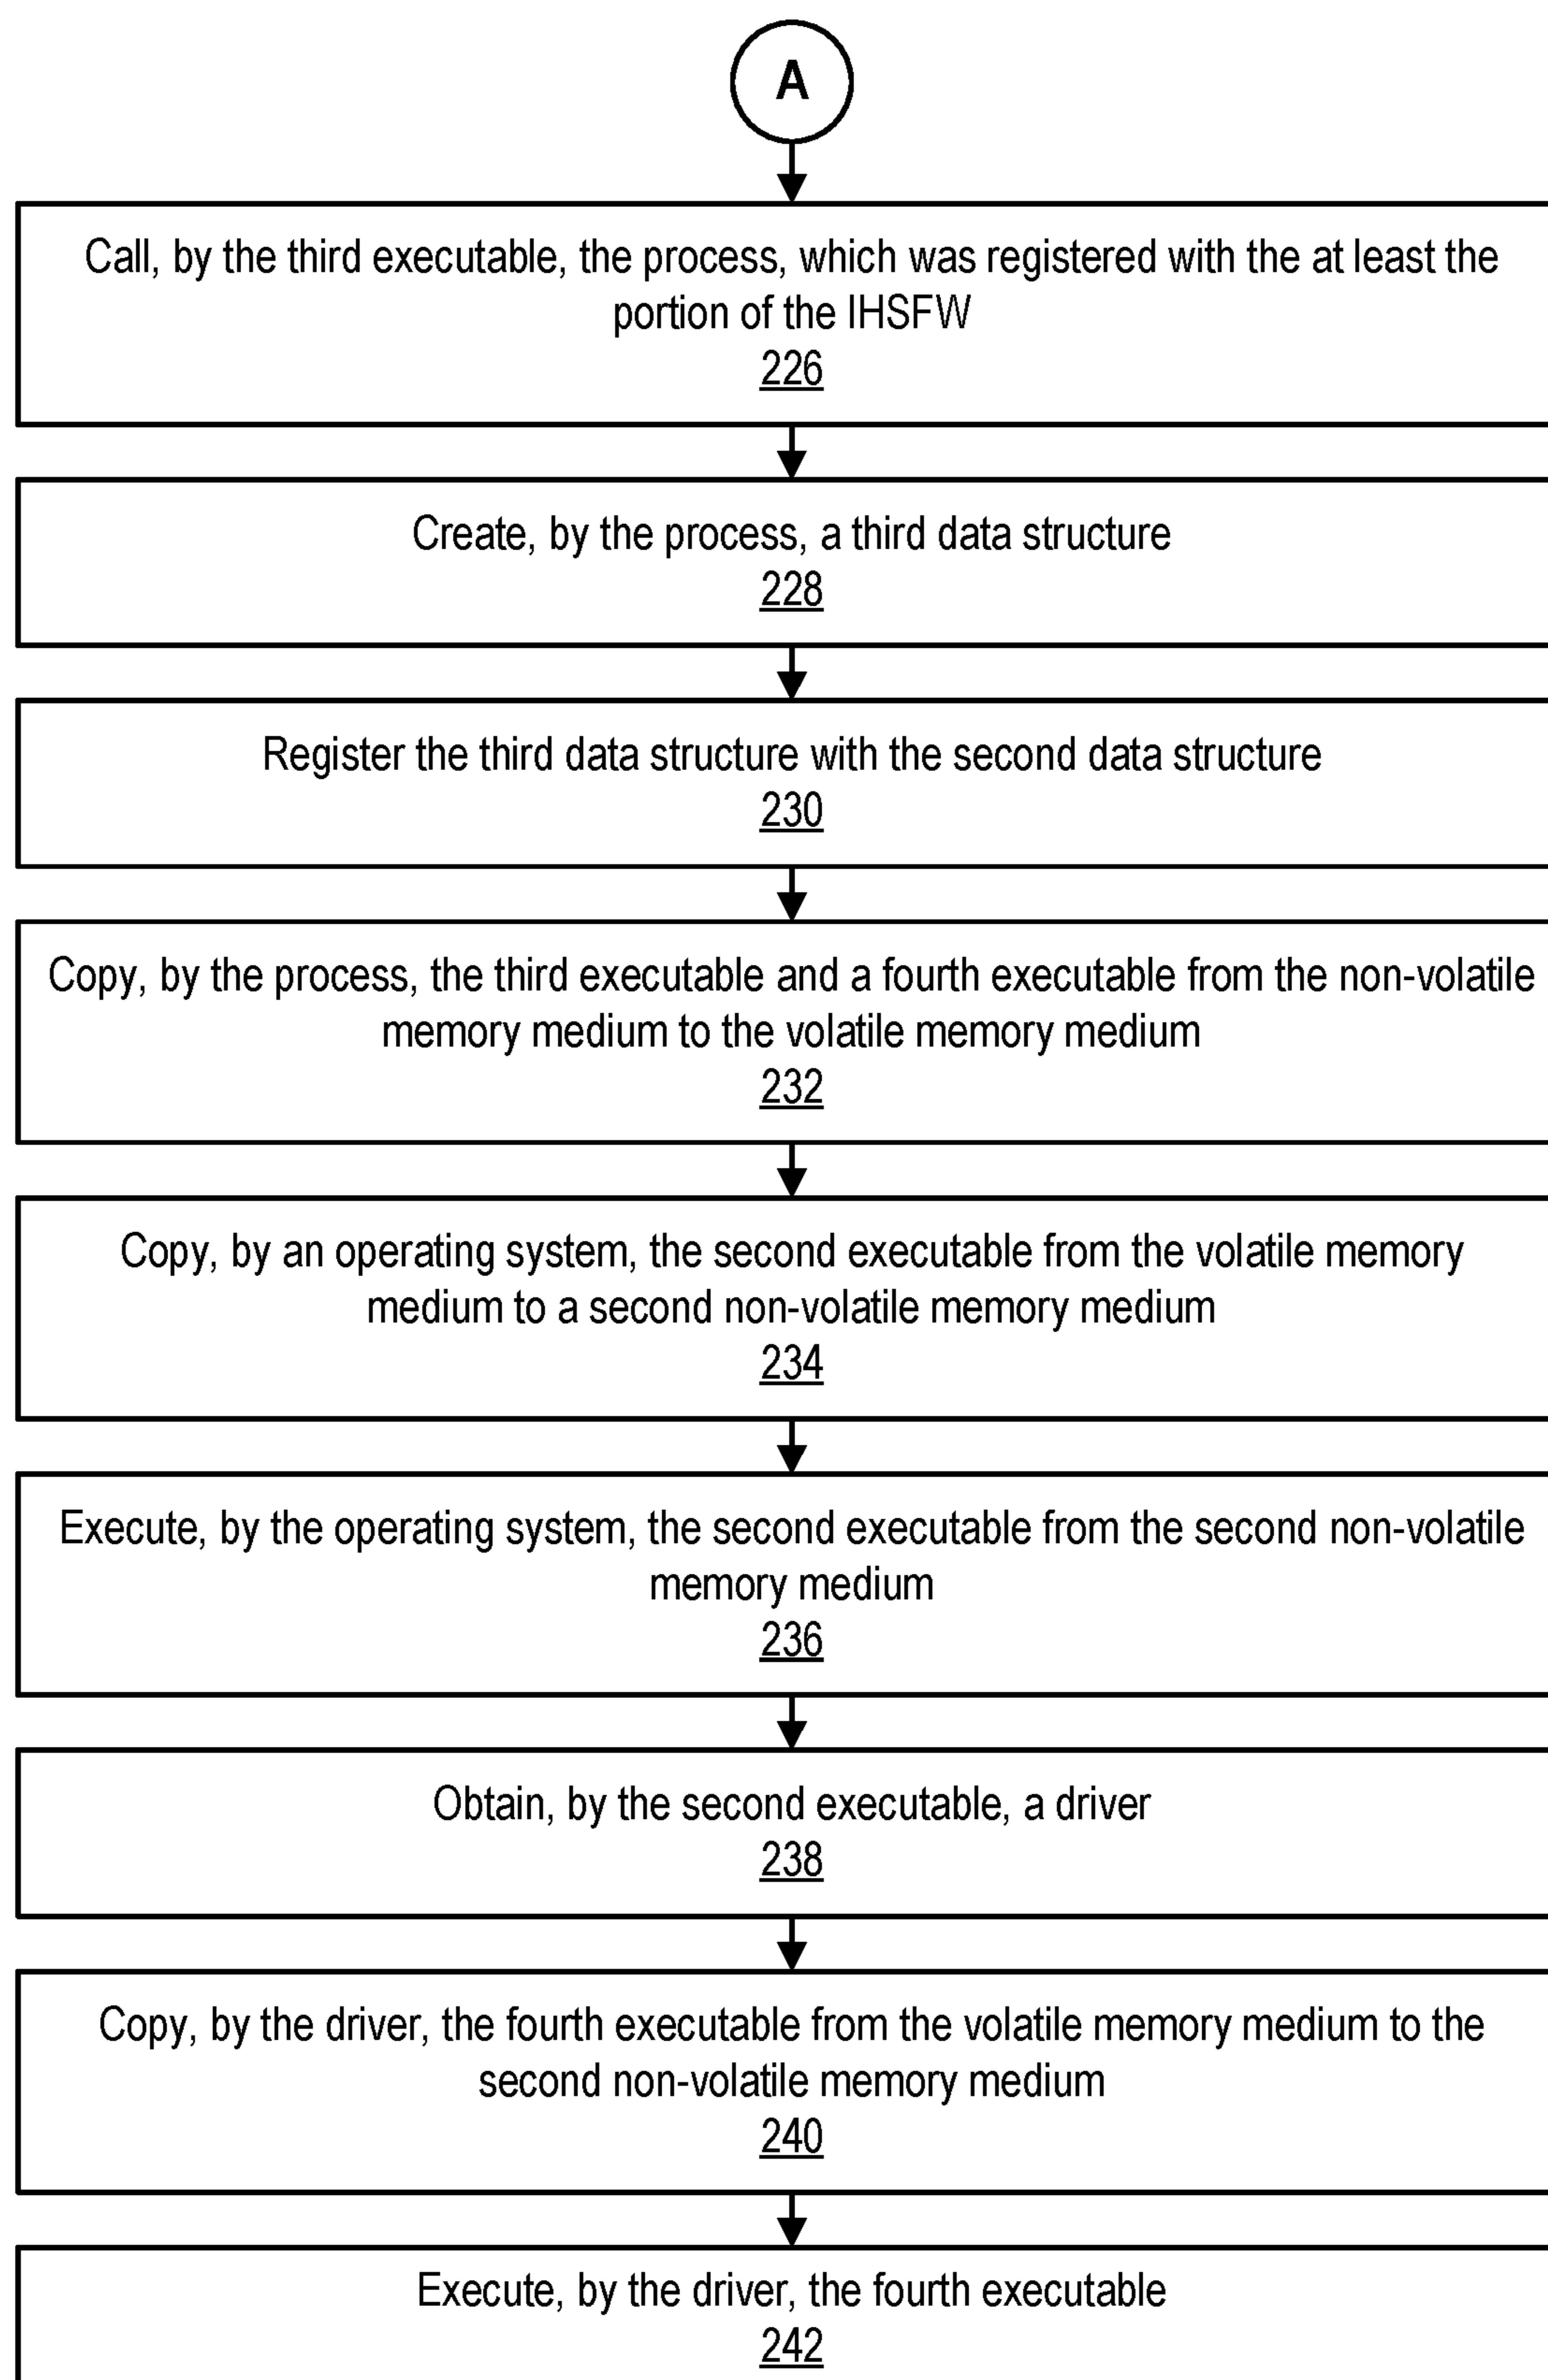 A
Call, by the third executable, the process, which was registered with the at least the
portion of the IHSFW
226
Create, by the process, a third data structure
228
Register the third data structure with the second data structure
230
Copy, by the process, the third executable and a fourth executable from the non-volatile
memory medium to the volatile memory medium
232
Copy, by an operating system, the second executable from the volatile memory
medium to a second non-volatile memory medium
234
Execute, by the operating system, the second executable from the second non-volatile
memory medium
236
Obtain, by the second executable, a driver
238
Copy, by the driver, the fourth executable from the volatile memory medium to the
second non-volatile memory medium
240
Execute, by the driver, the fourth executable
242